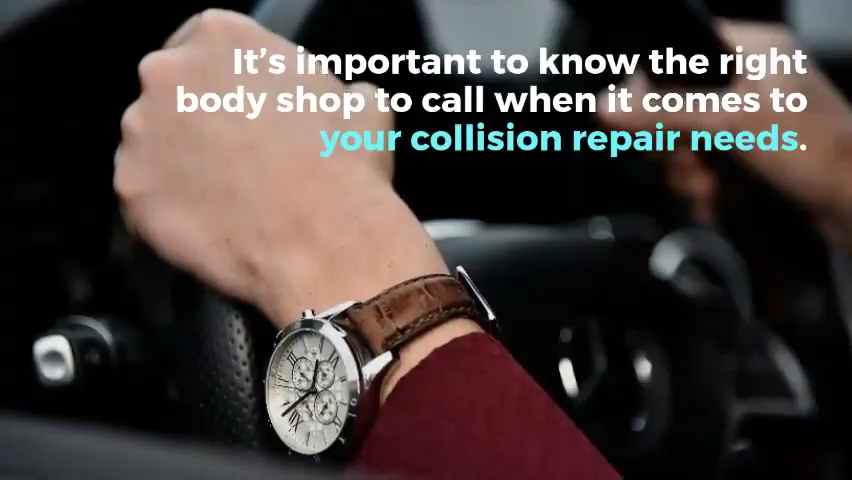 It’s important to know the right
body shop to call when it comes to
your collision repair needs.